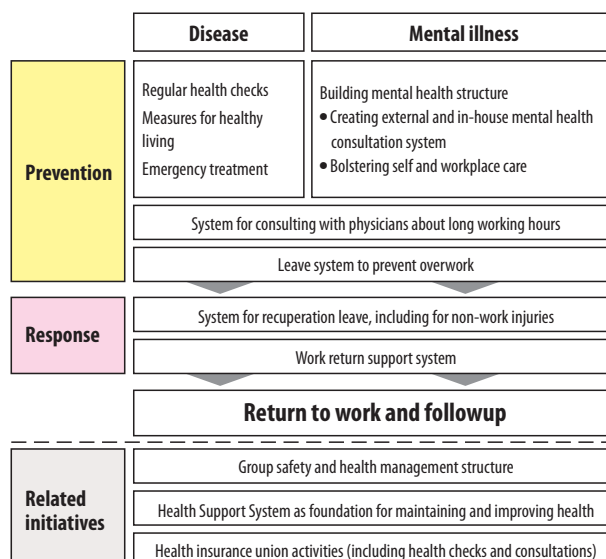 Disease
Mental illness
Prevention
Regular health checks
Measures for healthy
living
Emergency treatment
Building mental health structure
● Creating external and in-house mental health
consultation system
● Bolstering self and workplace care
System for consulting with physicians about long working hours
Leave system to prevent overwork
Response
System for recuperation leave, including for non-work injuries
Work return support system
Return to work and followup
Related
initiatives
Group safety and health management structure
Health Support System as foundation for maintaining and improving health
Health insurance union activities (including health checks and consultations)